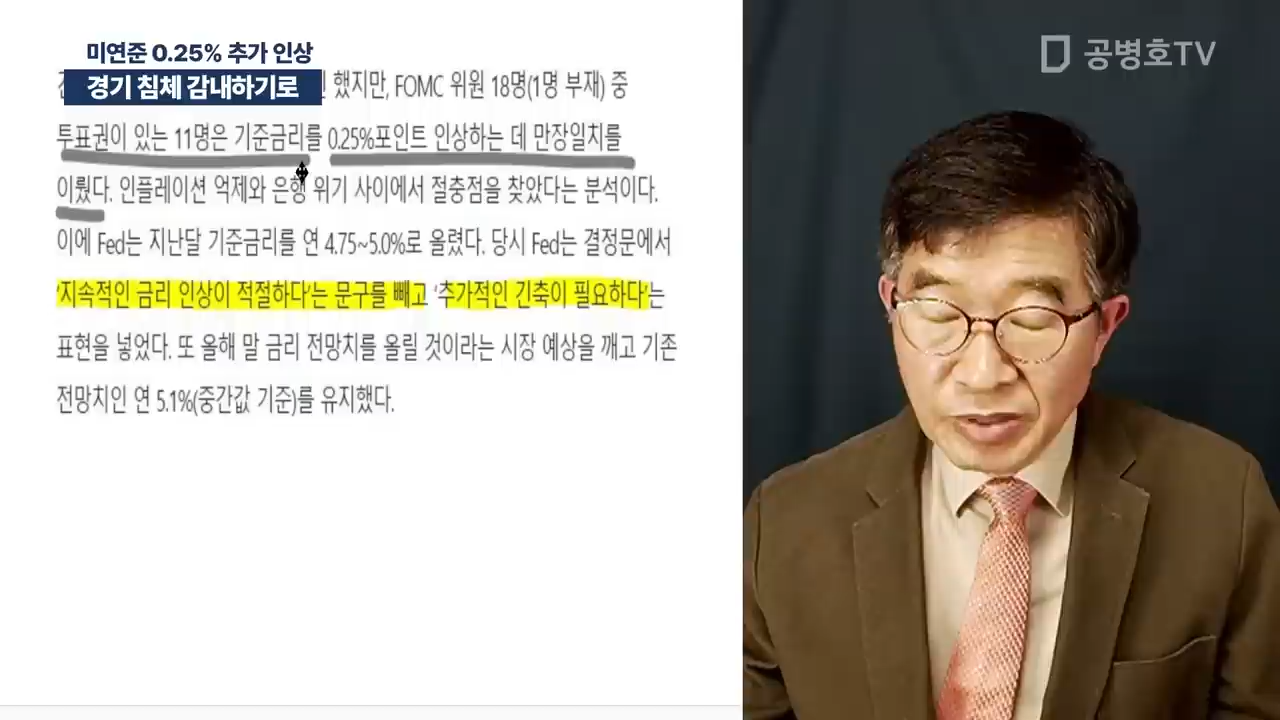 미연준 0.25% 추가 인상
경기 침체 감내하기로
공병호TV
했지만, FOMC 위원 18명(1명 부재) 중
투표권이 있는 11명은 기준금리를 0.25%포인트 인상하는 데 만장일치를
이뤘다. 인플레이션 억제와 은행 위기 사이에서 절충점을 찾았다는 분석이다.
이에 Fed는 지난달 기준금리를 연 4.75~5.0%로 올렸다. 당시 Fed는 결정문에서
‘지속적인 금리 인상이 적절하다’는 문구를 빼고 ‘추가적인 긴축이 필요하다’는
표현을 넣었다. 또 올해 말 금리 전망치를 올릴 것이라는 시장 예상을 깨고 기존
전망치인 연 5.1%(중간값 기준)를 유지했다.